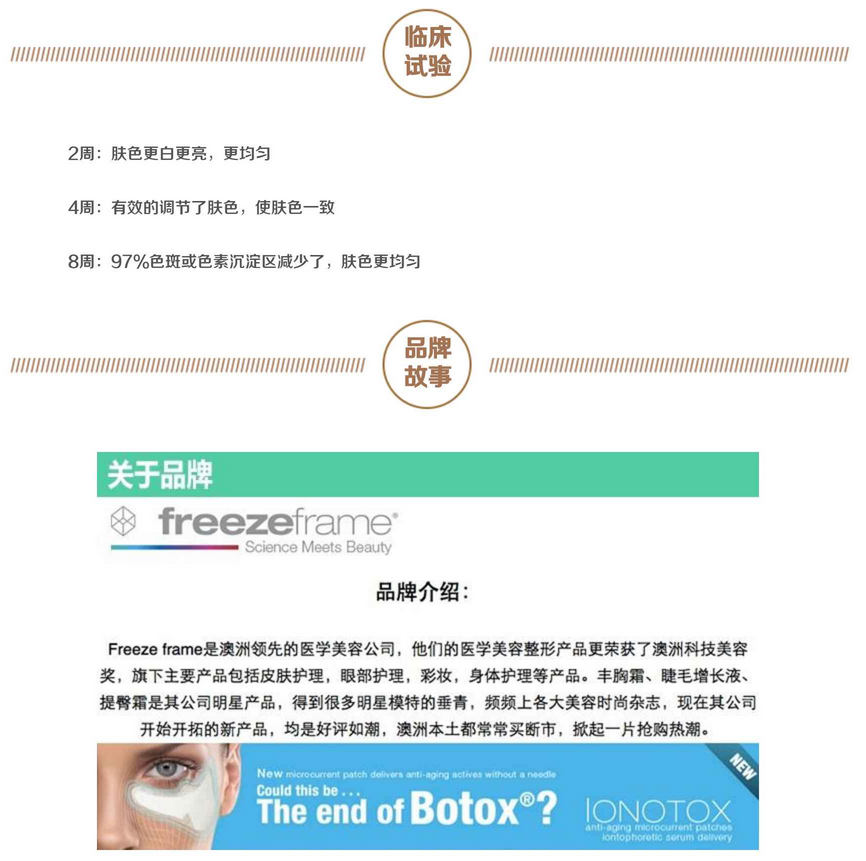 临床
试验
2周：肤色更白更亮，更均匀
4周：有效的调节了肤色，使肤色一致
8周：97%色斑或色素沉淀区减少了，肤色更均匀
品牌
故事
关于品牌
freezeframe®
Science Meets Beauty
品牌介绍：
Freeze frame是澳洲领先的医学美容公司，他们的医学美容整形产品更荣获了澳洲科技美容
奖，旗下主要产品包括皮肤护理，眼部护理，彩妆，身体护理等产品。丰胸霜、睫毛增长液、
提臀霜是其公司明星产品，得到很多明星模特的垂青，频频上各大美容时尚杂志，现在其公司
开始开拓的新产品，均是好评如潮，澳洲本土都常常买断市，掀起一片抢购热潮。
NEW
New microcurrent patch delivers anti-aging actives without a needle
Could this be ...
The end of Botox®?
IONOTOX
anti-aging microcurrent patches
iontophoretic serum delivery